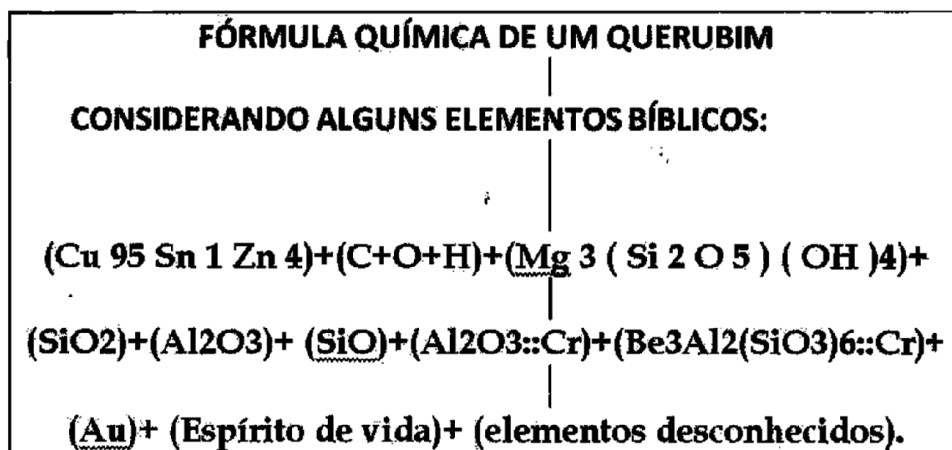 FÓRMULA QUÍMICA DE UM QUERUBIM
CONSIDERANDO ALGUNS ELEMENTOS BÍBLICOS:
(Cu 95 Sn 1 Zn 4)+(C+O+H)+(Mg 3 ( Si 2 O 5 ) ( OH )4)+
(SiO2)+(Al2O3)+ (SiO)+(Al2O3::Cr)+(Be3Al2(SiO3)6::Cr)+
(Au)+ (Espírito de vida)+ (elementos desconhecidos).